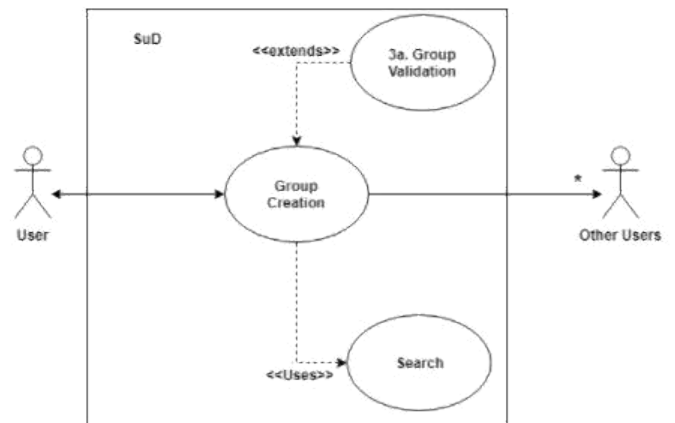 SuD
<<extends>>
3a. Group
Validation
Group
Creation
*
User
Other Users
Search
<<Uses>>